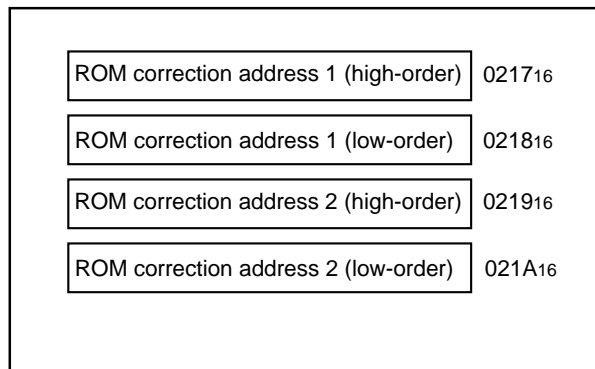 ROM correction address 1 (high-order) 0217₁₆
ROM correction address 1 (low-order) 0218₁₆
ROM correction address 2 (high-order) 0219₁₆
ROM correction address 2 (low-order) 021A₁₆